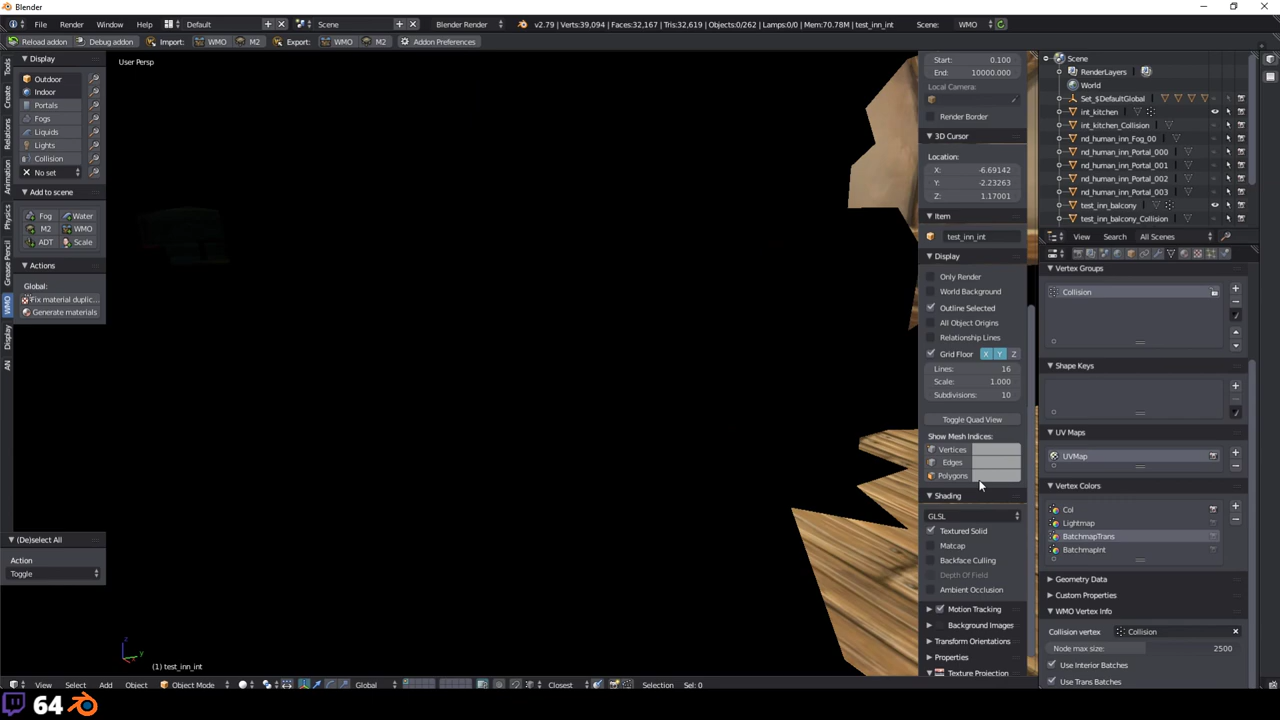 Blender
File Render Window Help Default Scene Blender Render v2.79 | Verts:39,094 | Faces:32,167 | Tris:32,619 | Objects:0/262 | Lamps:0/0 | Mem:70.78M | test_inn_int Scene: WMO
Reload addon Debug addon Import: WMO M2 Export: WMO M2 Addon Preferences
Tools
Create
Relations
Animation
Physics
Grease Pencil
WMO
Display
AN
Display
Outdoor
Indoor
Portals
Fogs
Liquids
Lights
Collision
No set
Add to scene
Fog Water
M2 WMO
ADT Scale
Actions
Global:
Fix material duplic...
Generate materials
(De)select All
Action
Toggle
User Persp
(1) test_inn_int
Start: 0.100
End: 10000.000
Local Camera:
Render Border
3D Cursor
Location:
X: -6.69142
Y: -2.23263
Z: 1.17001
Item
test_inn_int
Display
Only Render
World Background
Outline Selected
All Object Origins
Relationship Lines
Grid Floor X Y Z
Lines: 16
Scale: 1.000
Subdivisions: 10
Toggle Quad View
Show Mesh Indices:
Vertices
Edges
Polygons
Shading
GLSL
Textured Solid
Matcap
Backface Culling
Depth Of Field
Ambient Occlusion
Motion Tracking
Background Images
Transform Orientations
Properties
Texture Projection
Scene
RenderLayers
World
Set_$DefaultGlobal
int_kitchen
int_kitchen_Collision
nd_human_inn_Fog_00
nd_human_inn_Portal_000
nd_human_inn_Portal_001
nd_human_inn_Portal_002
nd_human_inn_Portal_003
test_inn_balcony
test_inn_balcony_Collision
View Search All Scenes
Vertex Groups
Collision
Shape Keys
UV Maps
UVMap
Vertex Colors
Col
Lightmap
BatchmapTrans
BatchmapInt
Geometry Data
Custom Properties
WMO Vertex Info
Collision vertex Collision
Node max size: 2500
Use Interior Batches
Use Trans Batches
View Select Add Object Object Mode Global Closest Selection Sel: 0
64